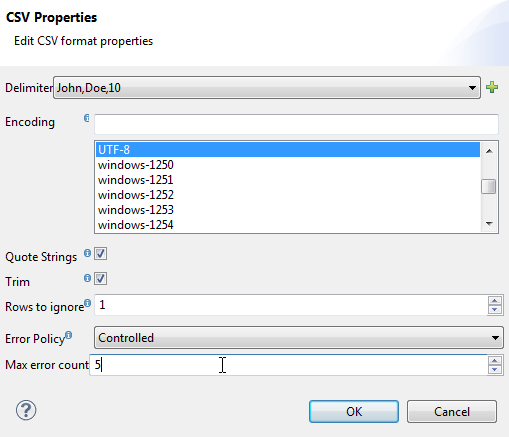 CSV Properties
Edit CSV format properties
Delimiter John,Doe,10
Encoding
UTF-8
windows-1250
windows-1251
windows-1252
windows-1253
windows-1254
Quote Strings
Trim
Rows to ignore 1
Error Policy Controlled
Max error count 5
? OK Cancel